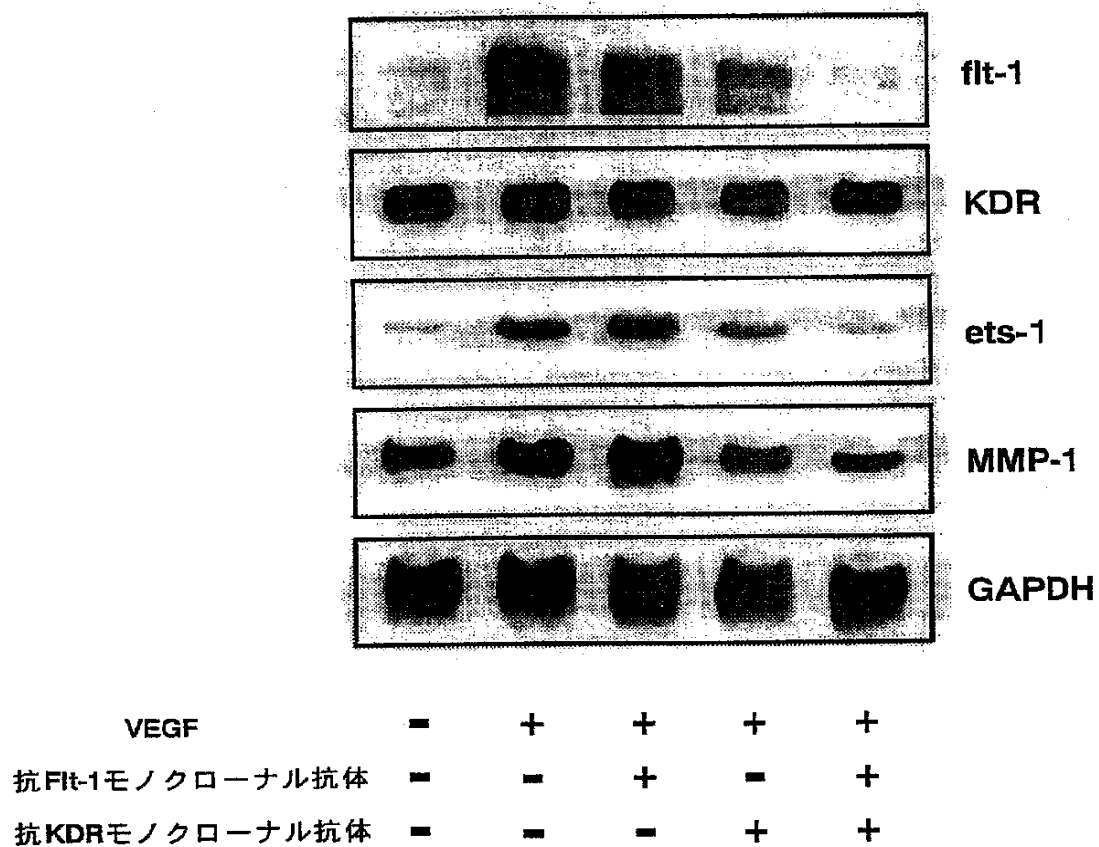 flt-1
KDR
ets-1
MMP-1
GAPDH
VEGF - + + + +
抗Flt-1モノクローナル抗体 - - + - +
抗KDRモノクローナル抗体 - - - + +